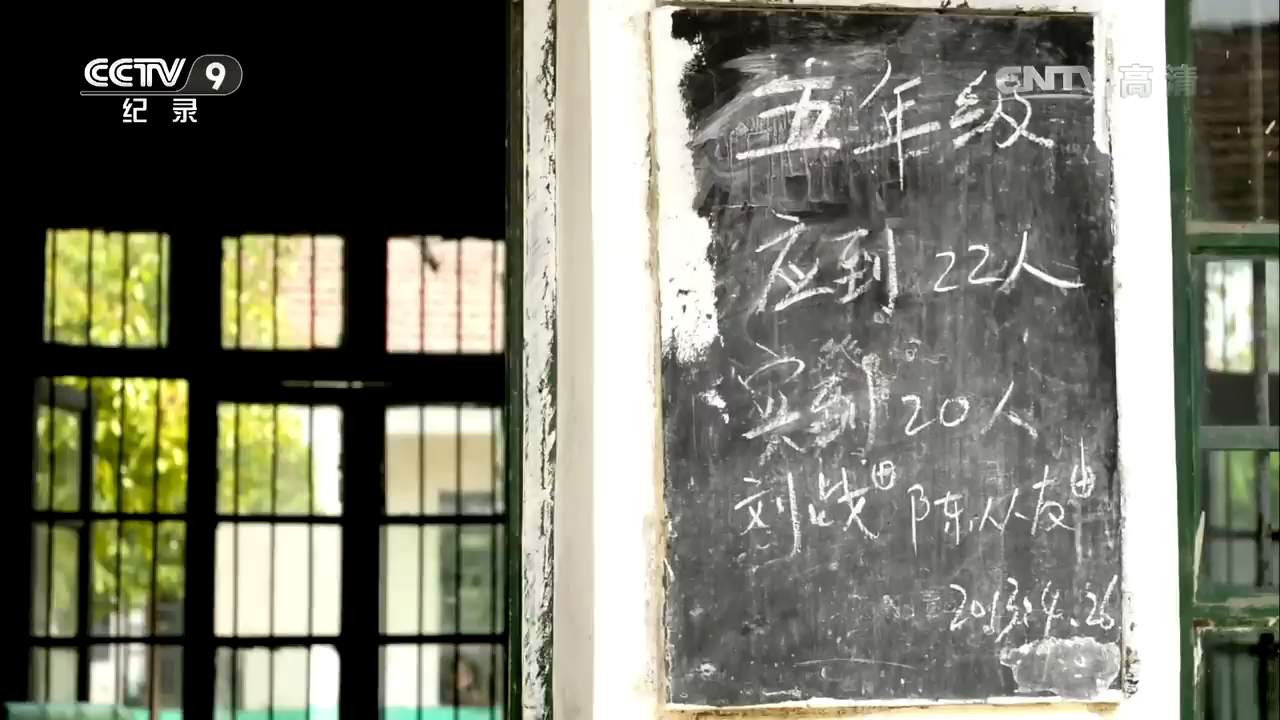 CCTV 9
纪录
CNTV 高清
五年级
应到 22人
实到 20人
刘战 陈从友
2013.4.26